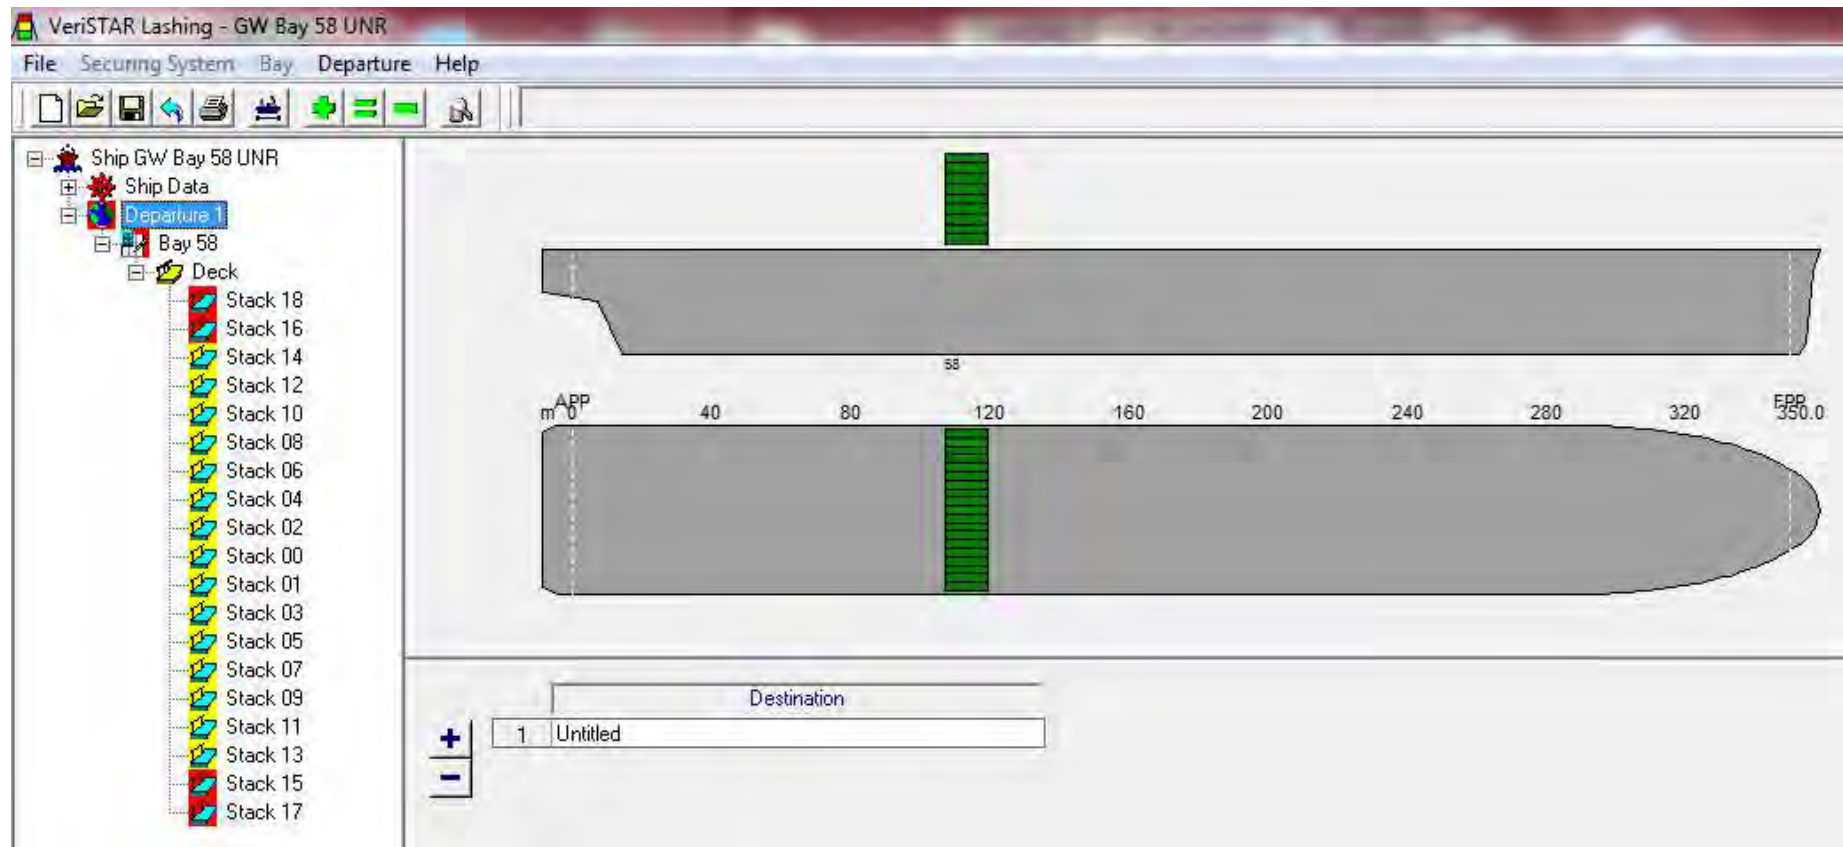 VeriSTAR Lashing - GW Bay 58 UNR
File Securing System Bay Departure Help
Ship GW Bay 58 UNR
Ship Data
Departure 1
Bay 58
Deck
Stack 18
Stack 16
Stack 14
Stack 12
Stack 10
Stack 08
Stack 06
Stack 04
Stack 02
Stack 00
Stack 01
Stack 03
Stack 05
Stack 07
Stack 09
Stack 11
Stack 13
Stack 15
Stack 17
58
APP FPP
m 0 40 80 120 160 200 240 280 320 350.0
Destination
1 Untitled